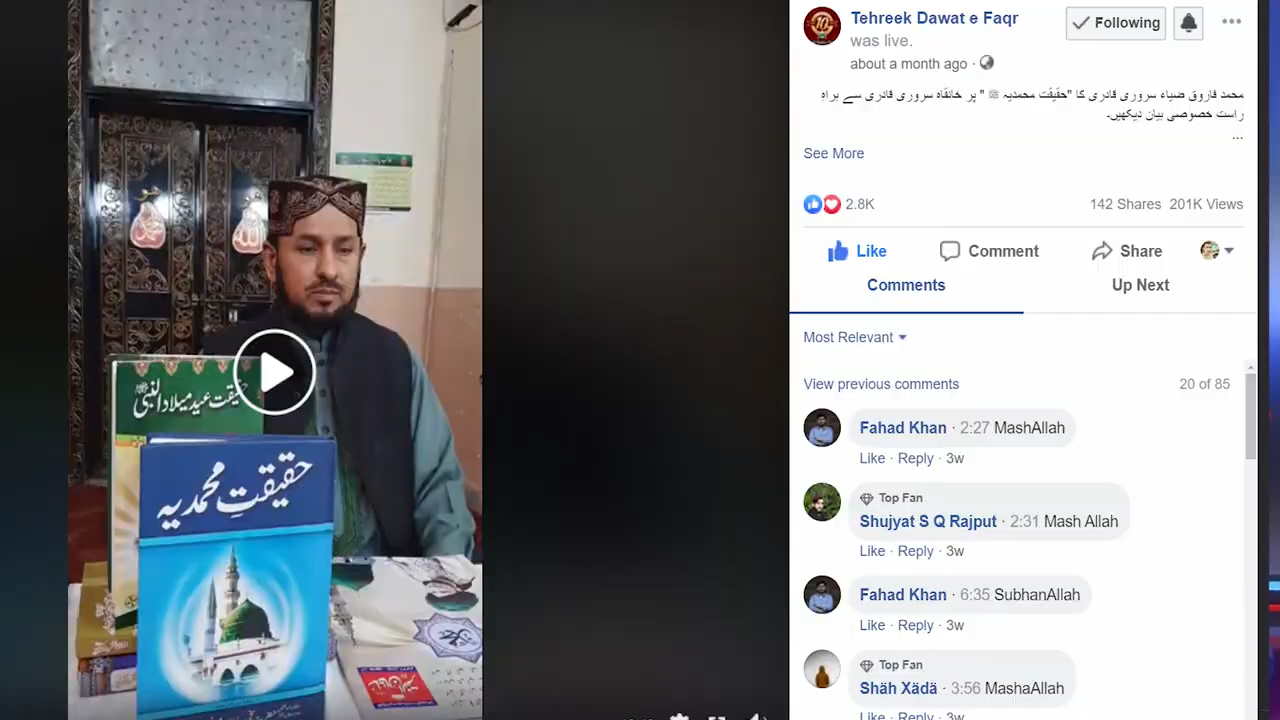 Tehreek Dawat e Faqr
Following
was live.
about a month ago ·
محمد فاروق ضیاء سروری قادری کا "حقیقت محمدیہ ﷺ " پر خانقاہ سروری قادری سے براہِ
راست خصوصی بیان دیکھیں۔
...
See More
2.8K
142 Shares 201K Views
Like Comment Share
Comments Up Next
Most Relevant
View previous comments 20 of 85
Fahad Khan · 2:27 MashAllah
Like · Reply · 3w
Top Fan
Shujyat S Q Rajput · 2:31 Mash Allah
Like · Reply · 3w
Fahad Khan · 6:35 SubhanAllah
Like · Reply · 3w
Top Fan
Shäh Xädä · 3:56 MashaAllah
Like · Reply · 3w
حقیقت عید میلاد النبی
حقیقتِ محمدیہ